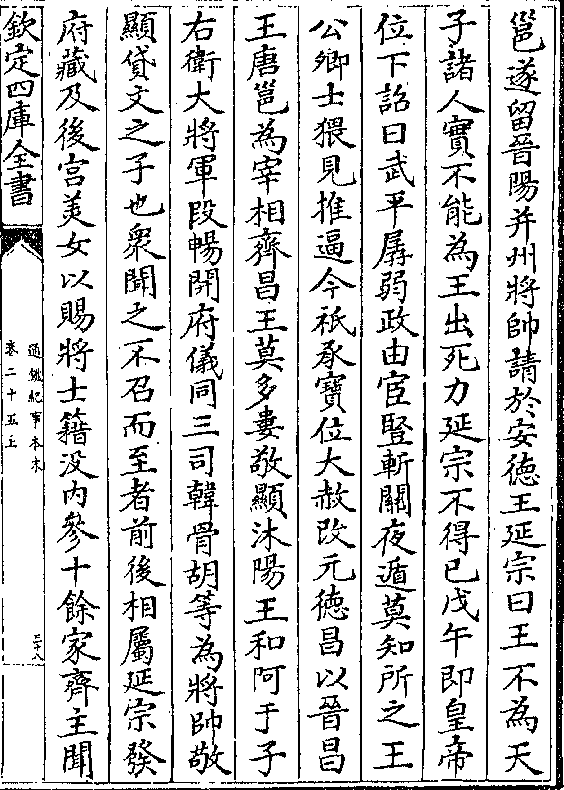 邕遂留晉陽并州將帥請於安徳王延宗曰王不為天
子諸人實不能為王出死力延宗不得已戊午即皇帝
位下詔曰武平孱弱政由宦豎斬關夜遁莫知所之王
公卿士猥見推逼今祇承寶位大赦改元徳昌以晉昌
王唐邕為宰相齊昌王莫多婁敬顯沐陽王和阿于子
右衛大將軍段暢開府儀同三司韓骨胡等為將帥敬
顯貸文之子也衆聞之不召而至者前後相屬延宗發
府藏及後宫美女以賜將士籍没内參十餘家齊主聞
欽定四庫全書
通鑑紀事本末
卷二十五上
二十八